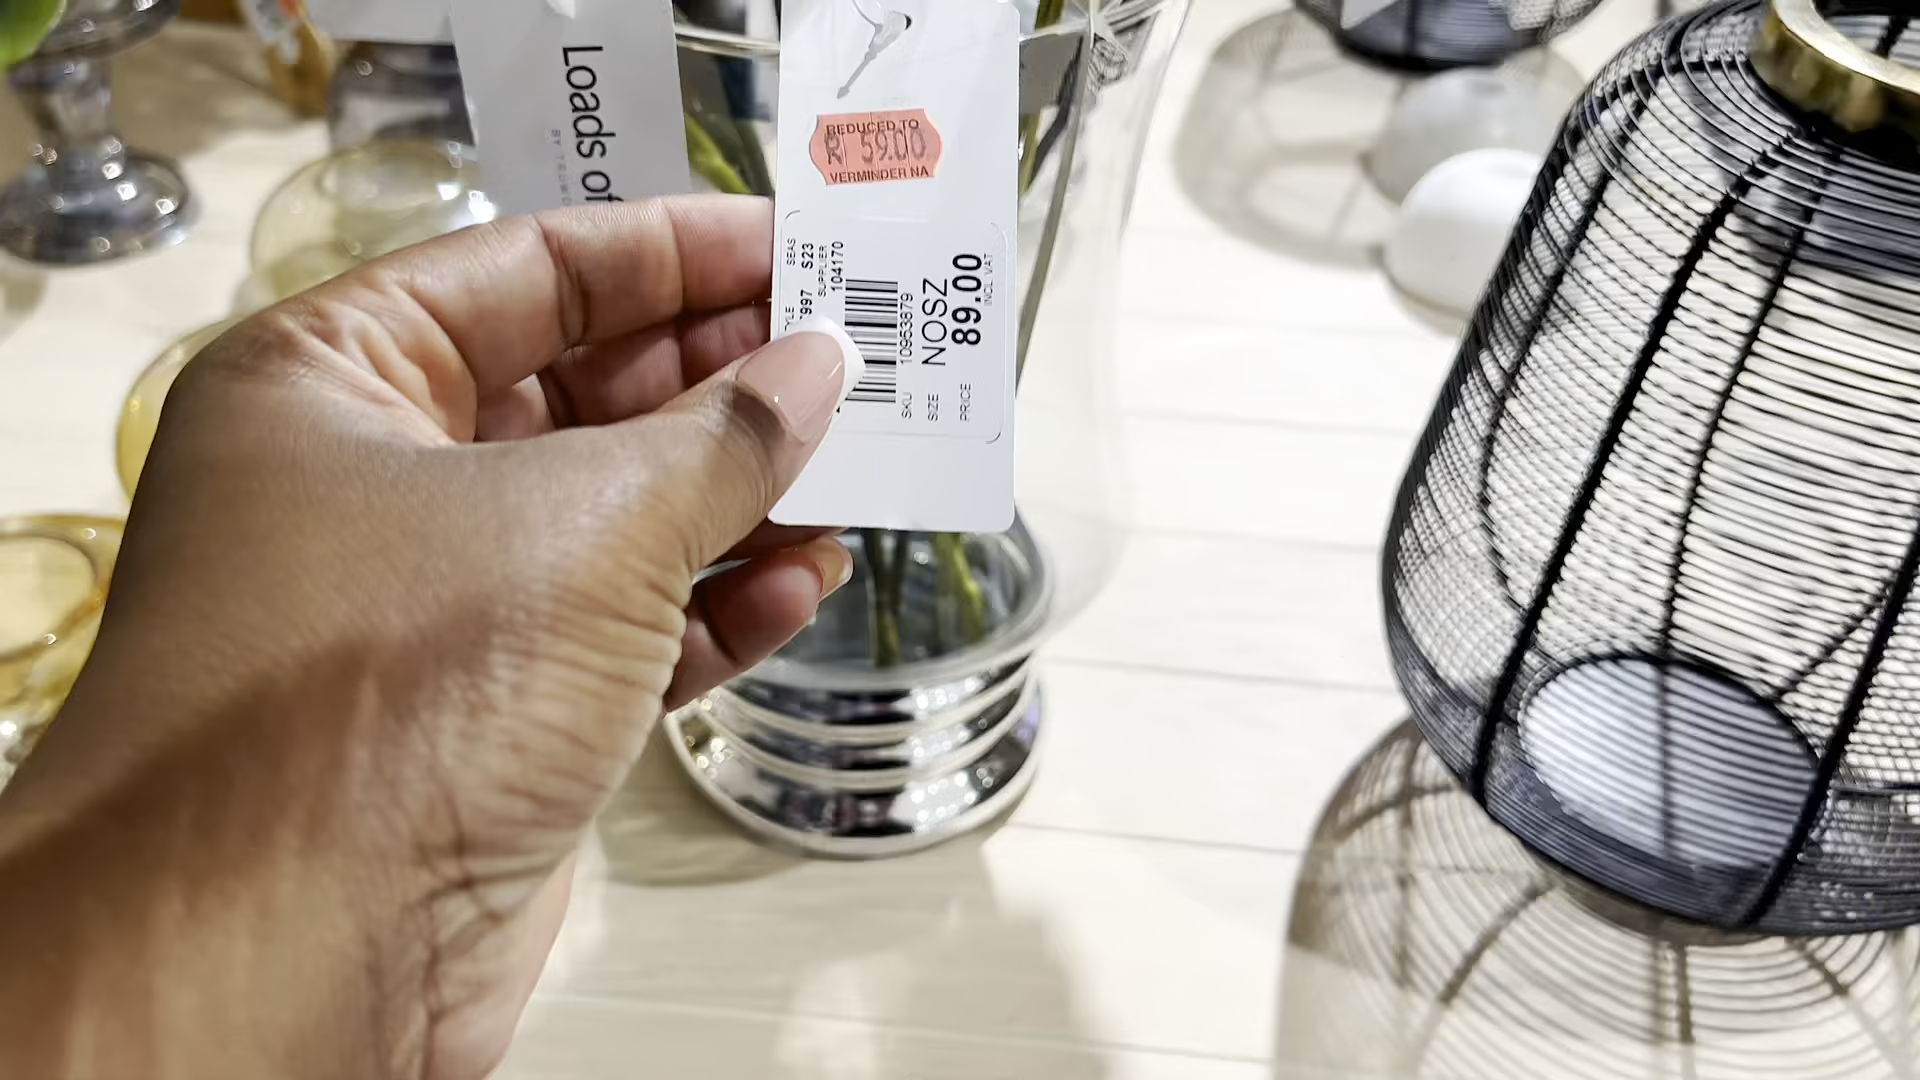 Loads of
REDUCED TO
R 59.00
VERMINDER NA
SEAS S23
SUPPLIER 104170
SKU 10953879
SIZE NOSZ
PRICE 89.00
INCL VAT